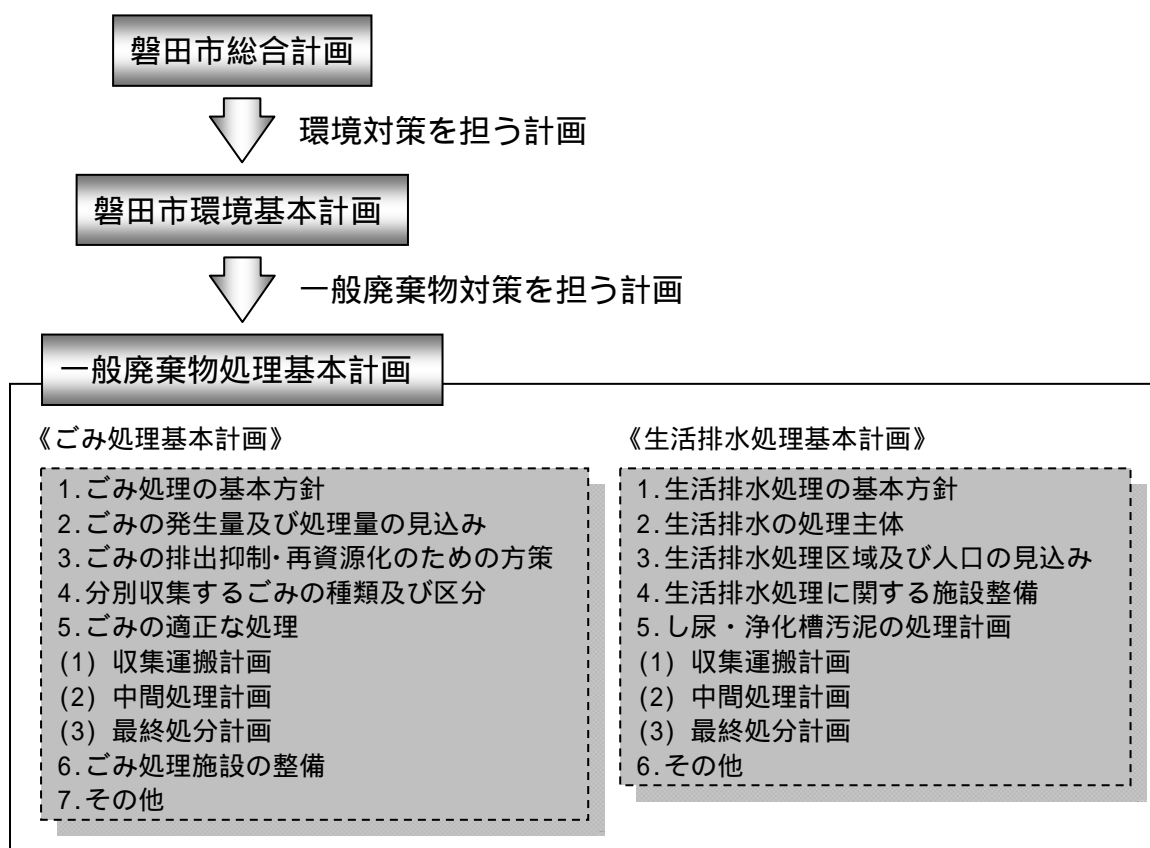 磐田市総合計画
環境対策を担う計画
磐田市環境基本計画
一般廃棄物対策を担う計画
一般廃棄物処理基本計画
《ごみ処理基本計画》
1.ごみ処理の基本方針
2.ごみの発生量及び処理量の見込み
3.ごみの排出抑制・再資源化のための方策
4.分別収集するごみの種類及び区分
5.ごみの適正な処理
(1) 収集運搬計画
(2) 中間処理計画
(3) 最終処分計画
6.ごみ処理施設の整備
7.その他
《生活排水処理基本計画》
1.生活排水処理の基本方針
2.生活排水の処理主体
3.生活排水処理区域及び人口の見込み
4.生活排水処理に関する施設整備
5.し尿・浄化槽汚泥の処理計画
(1) 収集運搬計画
(2) 中間処理計画
(3) 最終処分計画
6.その他